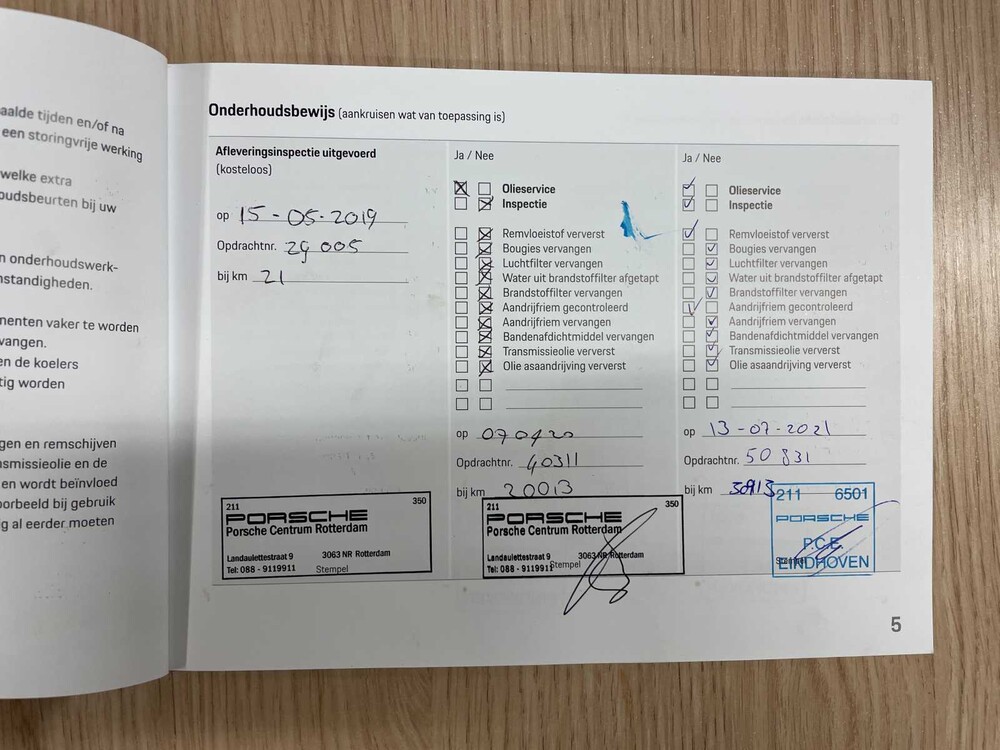 aalde tijden en/of na
een storingvrije werking
welke extra
oudsbeurten bij uw
n onderhoudswerk-
nstandigheden.
nenten vaker te worden
vangen.
en de koelers
tig worden
gen en remschijven
smissieolie en de
en wordt beïnvloed
oorbeeld bij gebruik
g al eerder moeten
Onderhoudsbewijs (aankruisen wat van toepassing is)
Afleveringsinspectie uitgevoerd
(kosteloos)
op 15-05-2019
Opdrachtnr. 29 005
bij km 21
211 350
PORSCHE
Porsche Centrum Rotterdam
Landaulettestraat 9 3063 NR Rotterdam
Tel: 088 - 9119911 Stempel
Ja / Nee
Olieservice
Inspectie
Remvloeistof ververst
Bougies vervangen
Luchtfilter vervangen
Water uit brandstoffilter afgetapt
Brandstoffilter vervangen
Aandrijfriem gecontroleerd
Aandrijfriem vervangen
Bandenafdichtmiddel vervangen
Transmissieolie ververst
Olie asaandrijving ververst
op 070420
Opdrachtnr. 40311
bij km 20013
211 350
PORSCHE
Porsche Centrum Rotterdam
Landaulettestraat 9 3063 NR Rotterdam
Tel: 088 - 9119911 Stempel
Ja / Nee
Olieservice
Inspectie
Remvloeistof ververst
Bougies vervangen
Luchtfilter vervangen
Water uit brandstoffilter afgetapt
Brandstoffilter vervangen
Aandrijfriem gecontroleerd
Aandrijfriem vervangen
Bandenafdichtmiddel vervangen
Transmissieolie ververst
Olie asaandrijving ververst
op 13-07-2021
Opdrachtnr. 50831
bij km
211 6501
PORSCHE
P.C.E.
EINDHOVEN
5